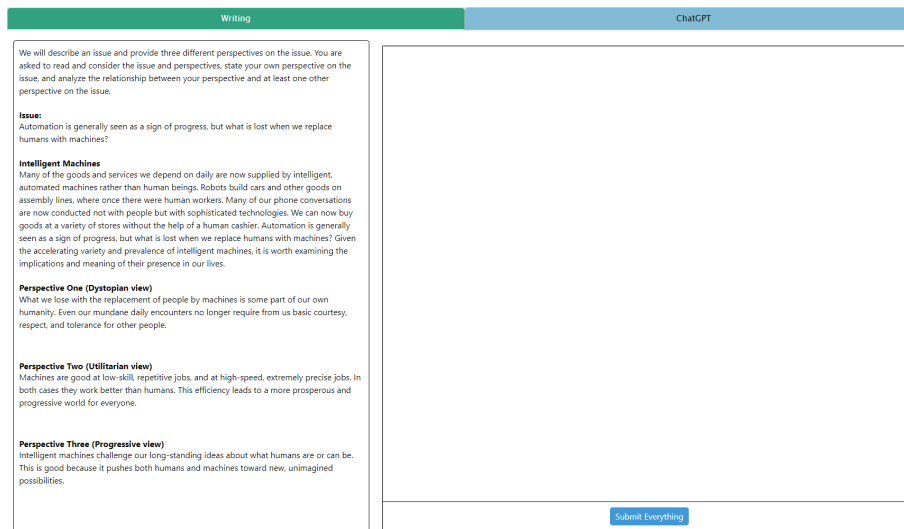 Writing
ChatGPT
We will describe an issue and provide three different perspectives on the issue. You are
asked to read and consider the issue and perspectives, state your own perspective on the
issue, and analyze the relationship between your perspective and at least one other
perspective on the issue.
Issue:
Automation is generally seen as a sign of progress, but what is lost when we replace
humans with machines?
Intelligent Machines
Many of the goods and services we depend on daily are now supplied by intelligent,
automated machines rather than human beings. Robots build cars and other goods on
assembly lines, where once there were human workers. Many of our phone conversations
are now conducted not with people but with sophisticated technologies. We can now buy
goods at a variety of stores without the help of a human cashier. Automation is generally
seen as a sign of progress, but what is lost when we replace humans with machines? Given
the accelerating variety and prevalence of intelligent machines, it is worth examining the
implications and meaning of their presence in our lives.
Perspective One (Dystopian view)
What we lose with the replacement of people by machines is some part of our own
humanity. Even our mundane daily encounters no longer require from us basic courtesy,
respect, and tolerance for other people.
Perspective Two (Utilitarian view)
Machines are good at low-skill, repetitive jobs, and at high-speed, extremely precise jobs. In
both cases they work better than humans. This efficiency leads to a more prosperous and
progressive world for everyone.
Perspective Three (Progressive view)
Intelligent machines challenge our long-standing ideas about what humans are or can be.
This is good because it pushes both humans and machines toward new, unimagined
possibilities.
Submit Everything